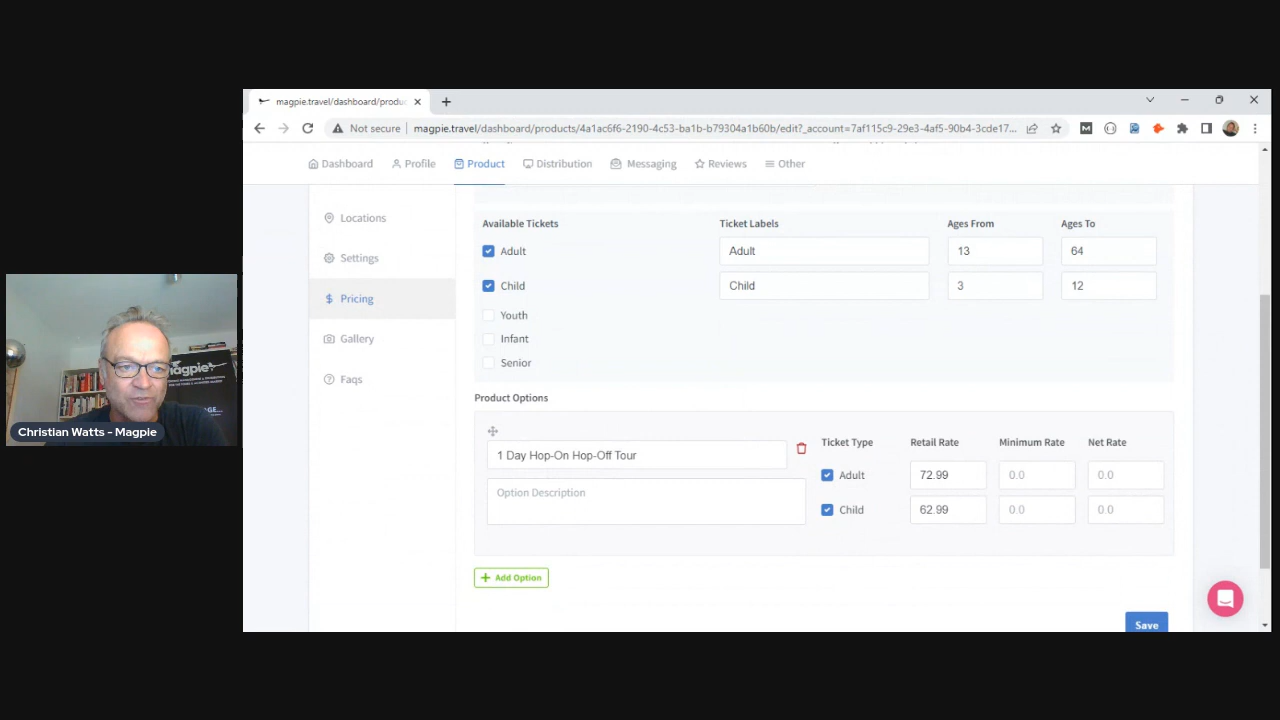 magpie.travel/dashboard/produc
Not secure
magpie.travel/dashboard/products/4a1ac6f6-2190-4c53-ba1b-b79304a1b60b/edit?_account=7af115c9-29e3-4af5-90b4-3cde17...
Dashboard
Profile
Product
Distribution
Messaging
Reviews
Other
Locations
Settings
Pricing
Gallery
Faqs
Available Tickets
Ticket Labels
Ages From
Ages To
Adult
Adult
13
64
Child
Child
3
12
Youth
Infant
Senior
Product Options
1 Day Hop-On Hop-Off Tour
Option Description
Ticket Type
Retail Rate
Minimum Rate
Net Rate
Adult
72.99
0.0
0.0
Child
62.99
0.0
0.0
Add Option
Save
magpie
Christian Watts - Magpie